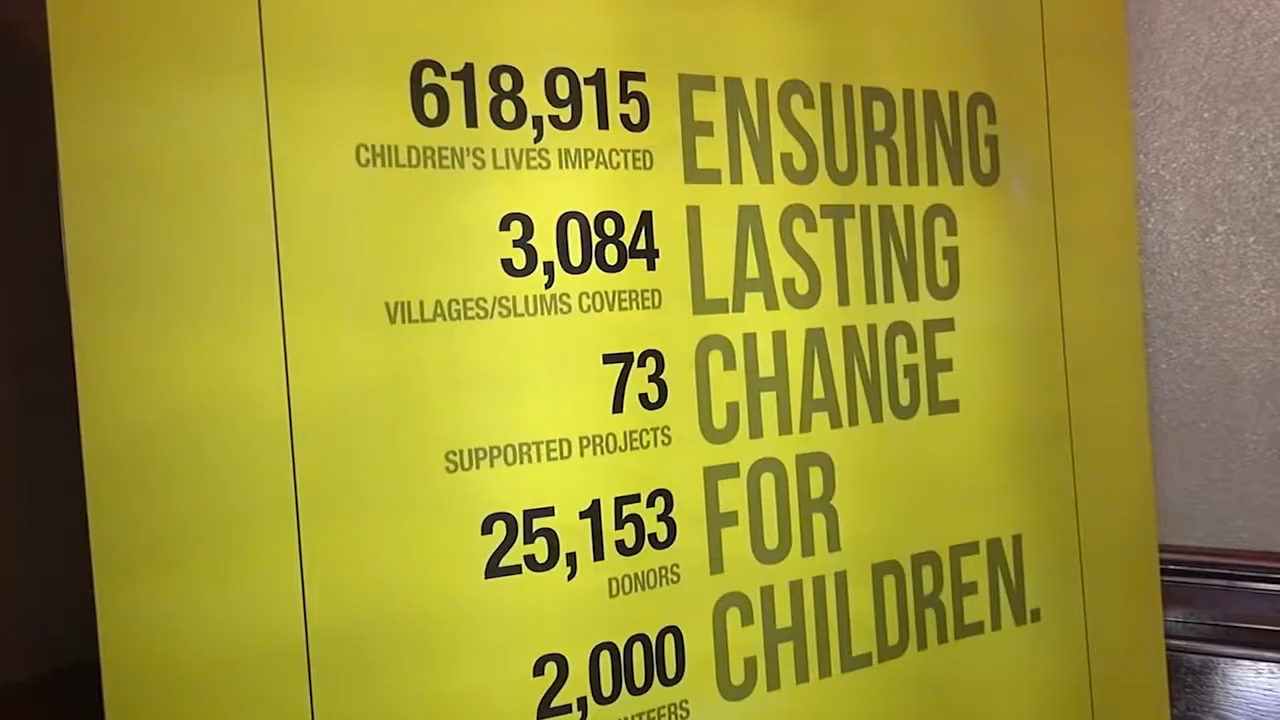 618,915
CHILDREN'S LIVES IMPACTED
3,084
VILLAGES/SLUMS COVERED
73
SUPPORTED PROJECTS
25,153
DONORS
2,000
ENSURING
LASTING
CHANGE
FOR
CHILDREN.